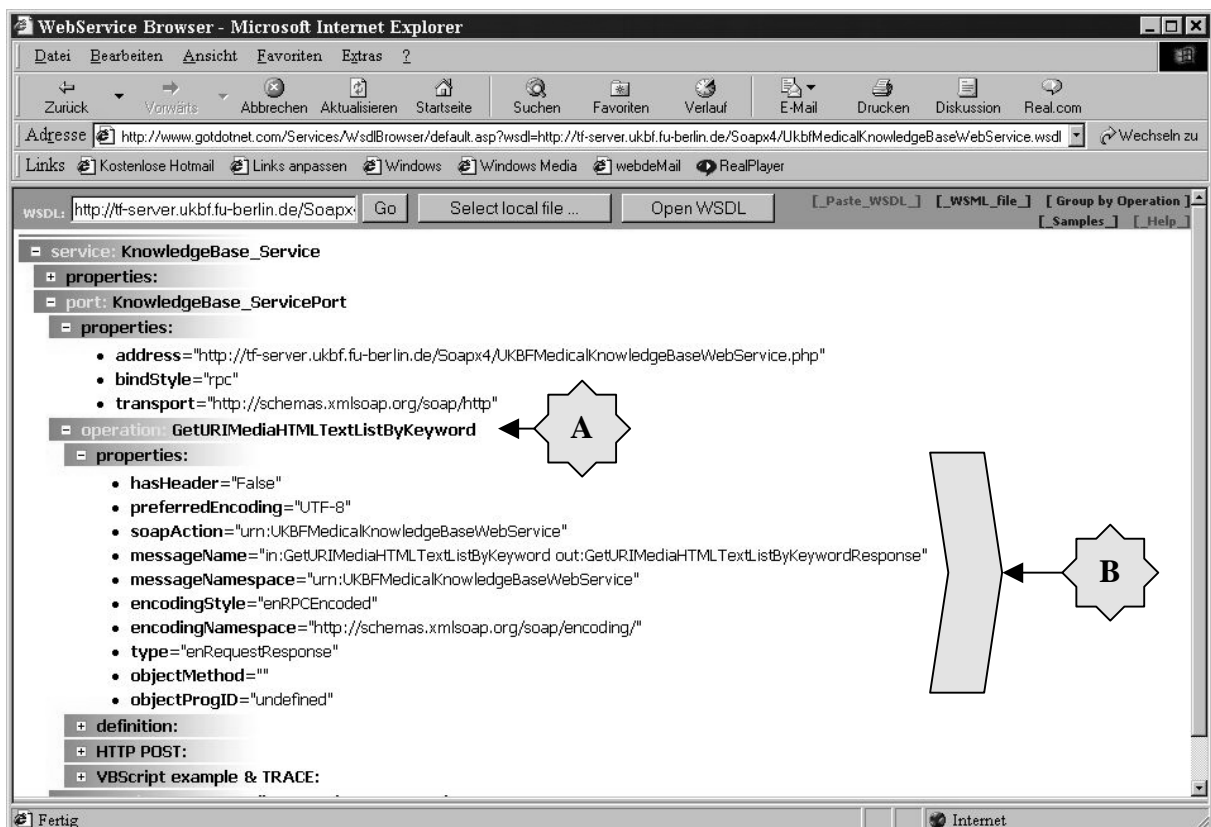 WebService Browser - Microsoft Internet Explorer
Datei Bearbeiten Ansicht Favoriten Extras ?
Zurück Vorwärts Abbrechen Aktualisieren Startseite Suchen Favoriten Verlauf E-Mail Drucken Diskussion Real.com
Adresse http://www.gotdotnet.com/Services/WsdlBrowser/default.asp?wsdl=http://tf-server.ukbf.fu-berlin.de/Soapx4/UkbfMedicalKnowledgeBaseWebService.wsdl Wechseln zu
Links Kostenlose Hotmail Links anpassen Windows Windows Media webdeMail RealPlayer
WSDL: http://tf-server.ukbf.fu-berlin.de/Soapx Go Select local file ... Open WSDL [_Paste_WSDL_] [_WSML_file_] [ Group by Operation ]
[_Samples_] [_Help_]
service: KnowledgeBase_Service
properties:
port: KnowledgeBase_ServicePort
properties:
• address="http://tf-server.ukbf.fu-berlin.de/Soapx4/UKBFMedicalKnowledgeBaseWebService.php"
• bindStyle="rpc"
• transport="http://schemas.xmlsoap.org/soap/http"
operation: GetURIMediaHTMLTextListByKeyword A
properties:
• hasHeader="False"
• preferredEncoding="UTF-8"
• soapAction="urn:UKBFMedicalKnowledgeBaseWebService"
• messageName="in:GetURIMediaHTMLTextListByKeyword out:GetURIMediaHTMLTextListByKeywordResponse"
• messageNamespace="urn:UKBFMedicalKnowledgeBaseWebService" B
• encodingStyle="enRPCEncoded"
• encodingNamespace="http://schemas.xmlsoap.org/soap/encoding/"
• type="enRequestResponse"
• objectMethod=""
• objectProgID="undefined"
definition:
HTTP POST:
VBScript example & TRACE:
Fertig Internet